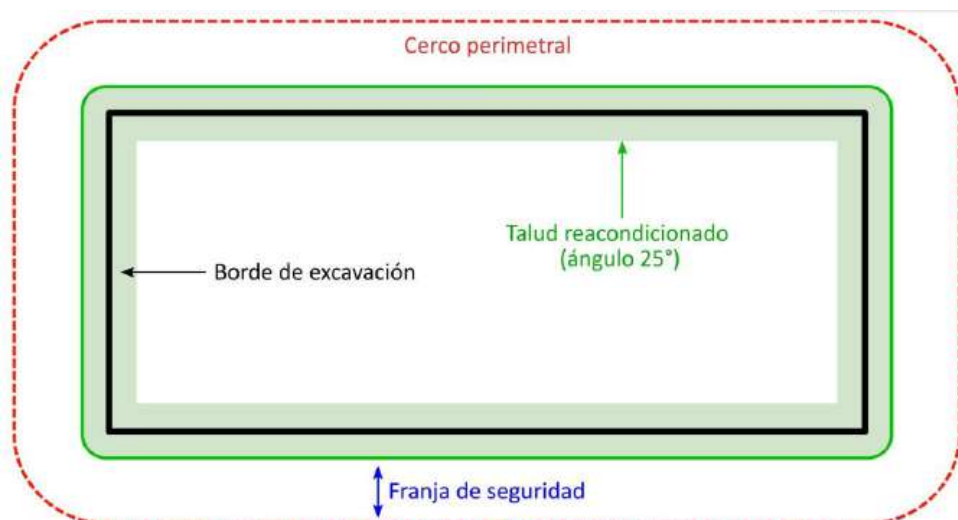 Cerco perimetral
Talud reacondicionado
(ángulo 25°)
Borde de excavación
Franja de seguridad